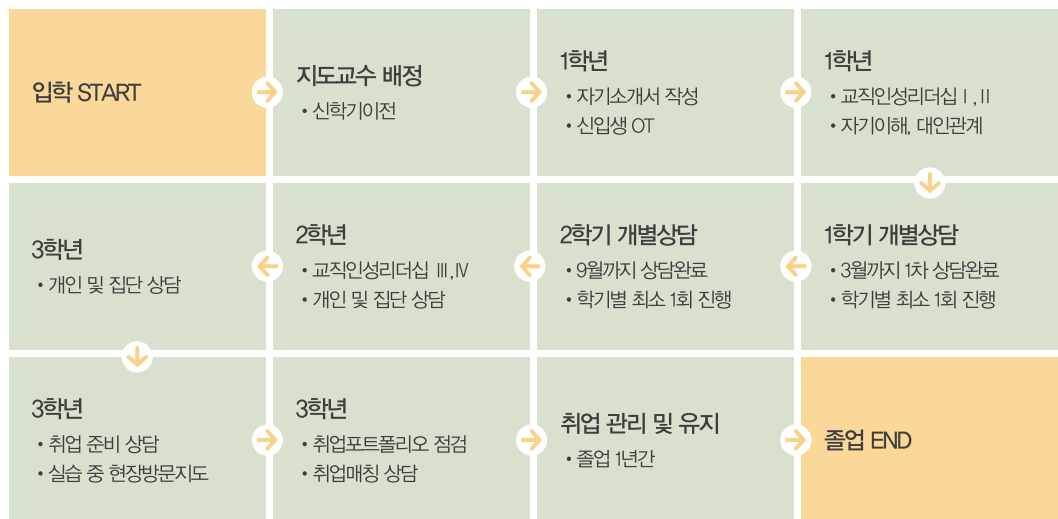 입학 START
지도교수 배정
• 신학기이전
1학년
• 자기소개서 작성
• 신입생 OT
1학년
• 교직인성리더십 Ⅰ,Ⅱ
• 자기이해, 대인관계
1학기 개별상담
• 3월까지 1차 상담완료
• 학기별 최소 1회 진행
2학기 개별상담
• 9월까지 상담완료
• 학기별 최소 1회 진행
2학년
• 교직인성리더십 Ⅲ,Ⅳ
• 개인 및 집단 상담
3학년
• 개인 및 집단 상담
3학년
• 취업 준비 상담
• 실습 중 현장방문지도
3학년
• 취업포트폴리오 점검
• 취업매칭 상담
취업 관리 및 유지
• 졸업 1년간
졸업 END